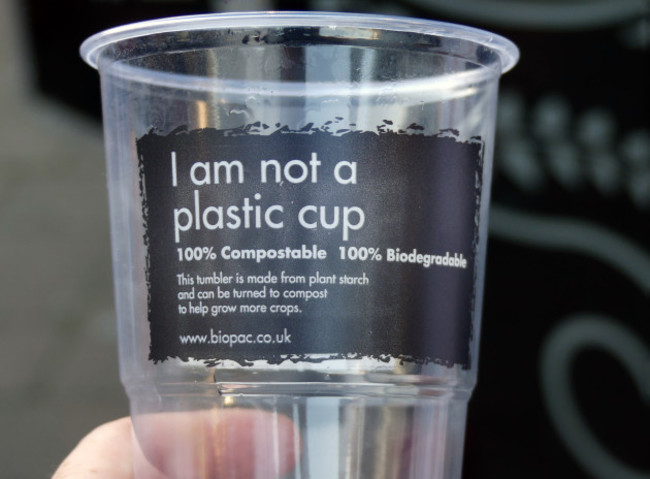 I am not a
plastic cup
100% Compostable 100% Biodegradable
This tumbler is made from plant starch
and can be turned to compost
to help grow more crops.
www.biopac.co.uk